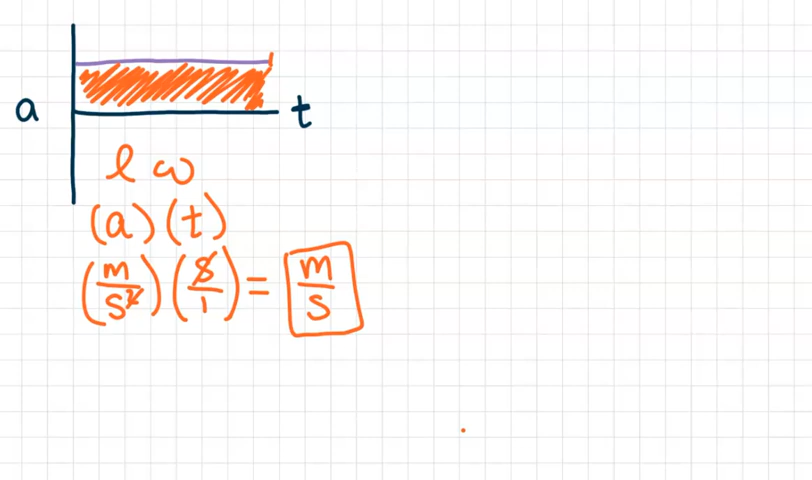 a
t
l w
(a)(t)
(m/s²)(s/1) = m/s